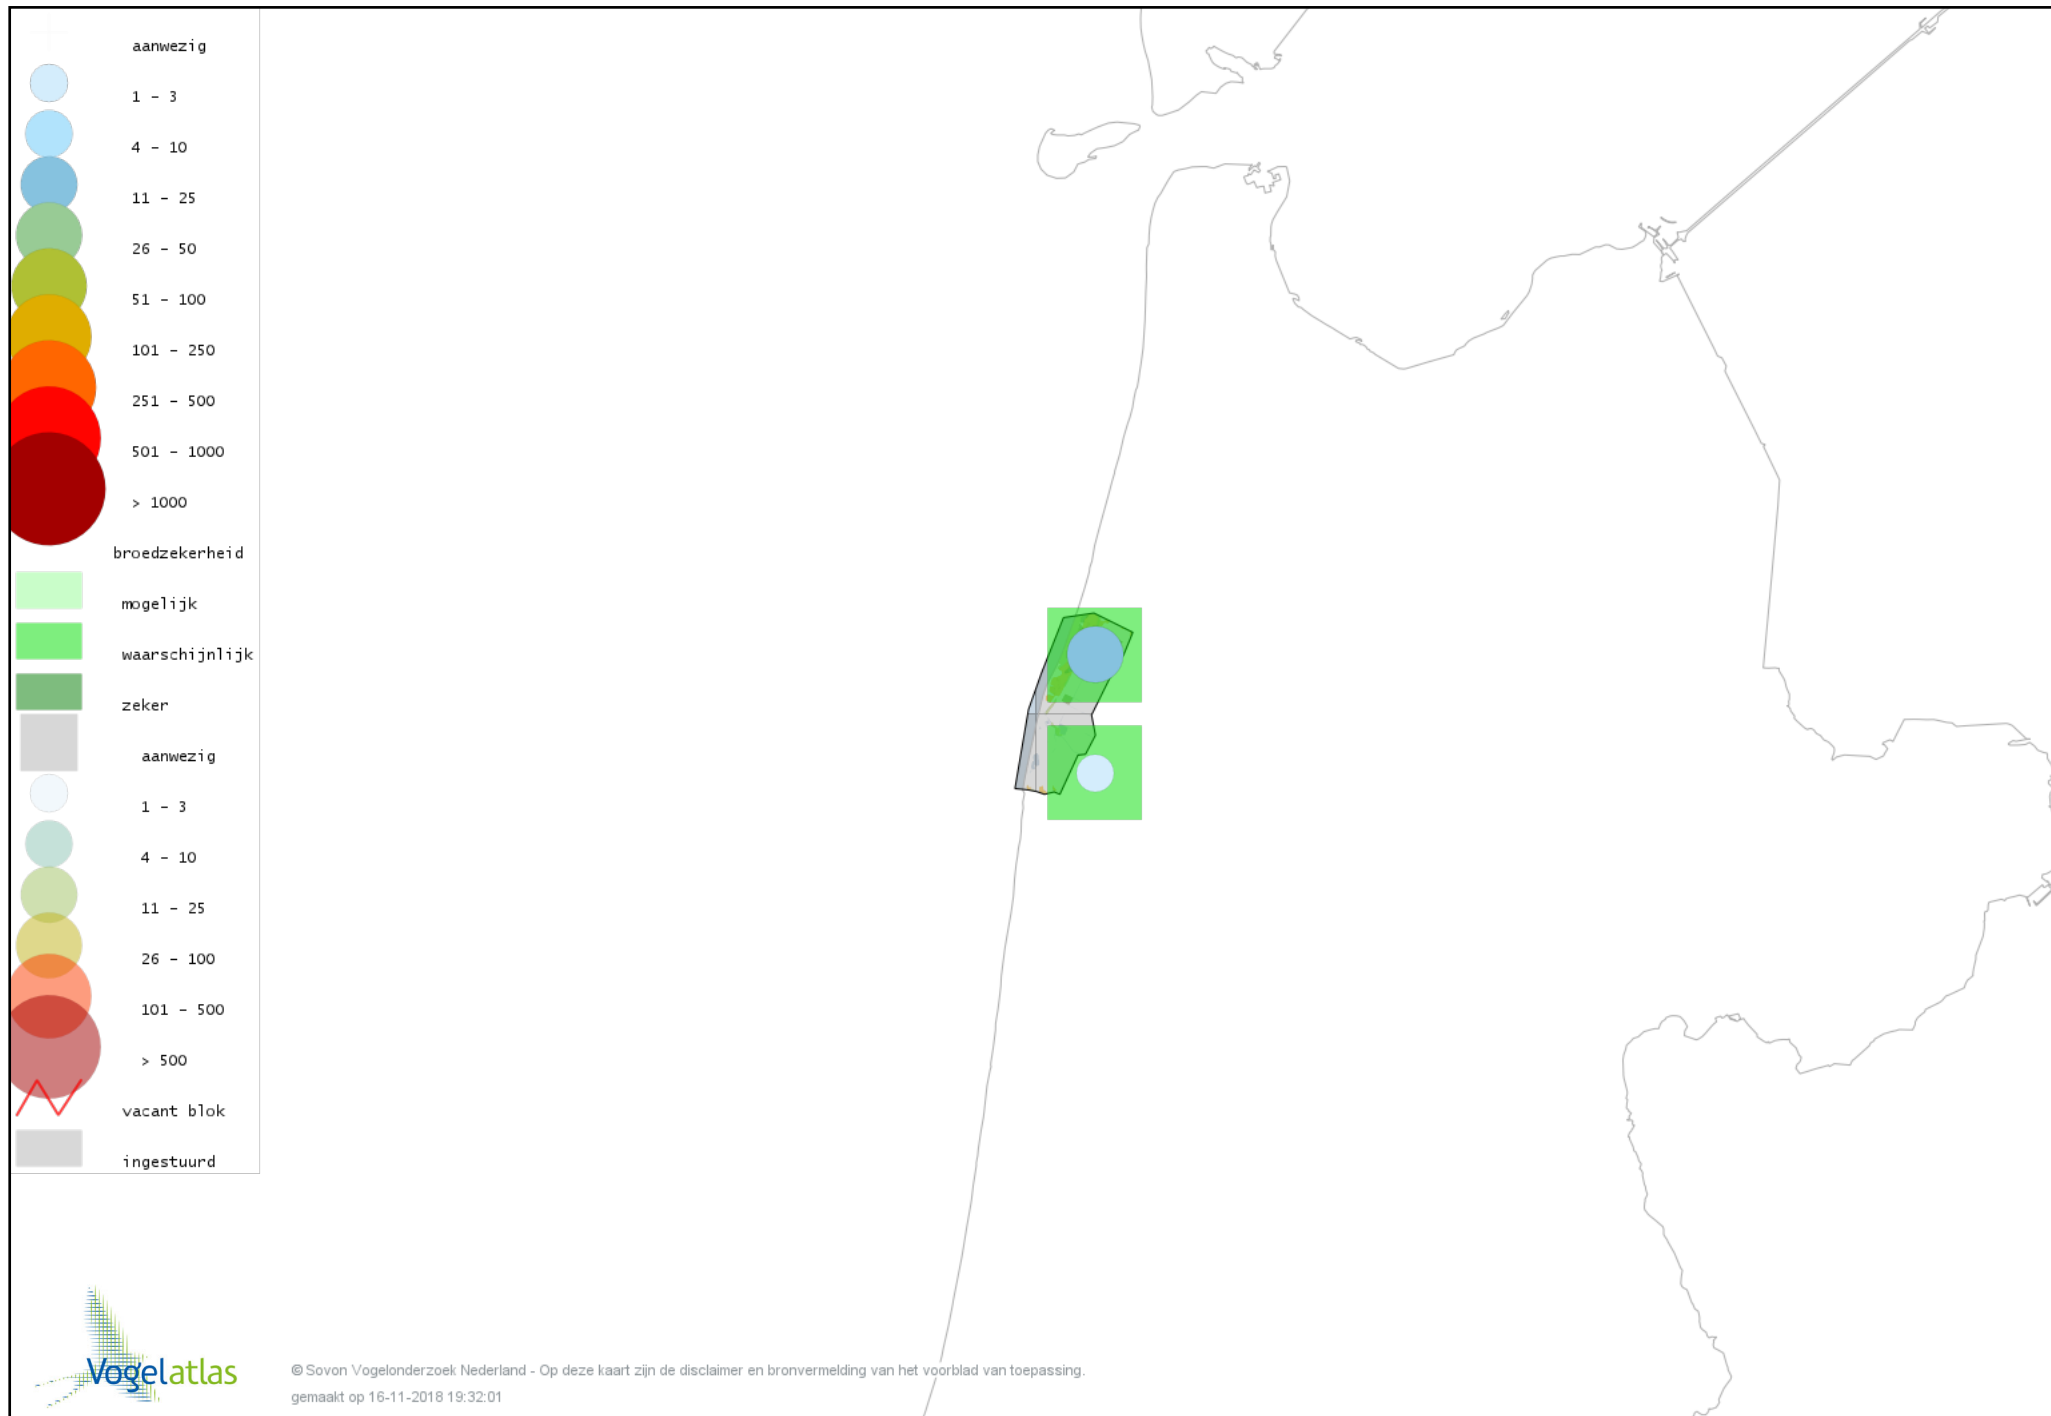 aanwezig
1 - 3
4 - 10
11 - 25
26 - 50
51 - 100
101 - 250
251 - 500
501 - 1000
> 1000
broedzekerheid
mogelijk
waarschijnlijk
zeker
aanwezig
1 - 3
4 - 10
11 - 25
26 - 100
101 - 500
> 500
vacant blok
ingestuurd
Vogelatlas
© Sovon Vogelonderzoek Nederland - Op deze kaart zijn de disclaimer en bronvermelding van het voorblad van toepassing.
gemaakt op 16-11-2018 19:32:01